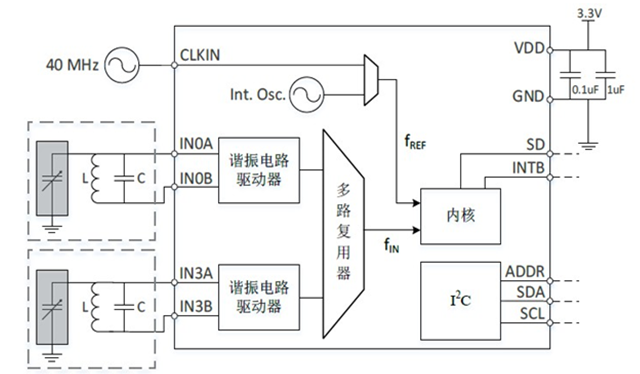 3.3V
40 MHz
CLKIN
VDD
0.1uF
1uF
Int. Osc.
GND
fREF
IN0A
谐振电路
驱动器
L
C
IN0B
SD
INTB
多路复用器
内核
fIN
IN3A
谐振电路
驱动器
L
C
IN3B
I²C
ADDR
SDA
SCL